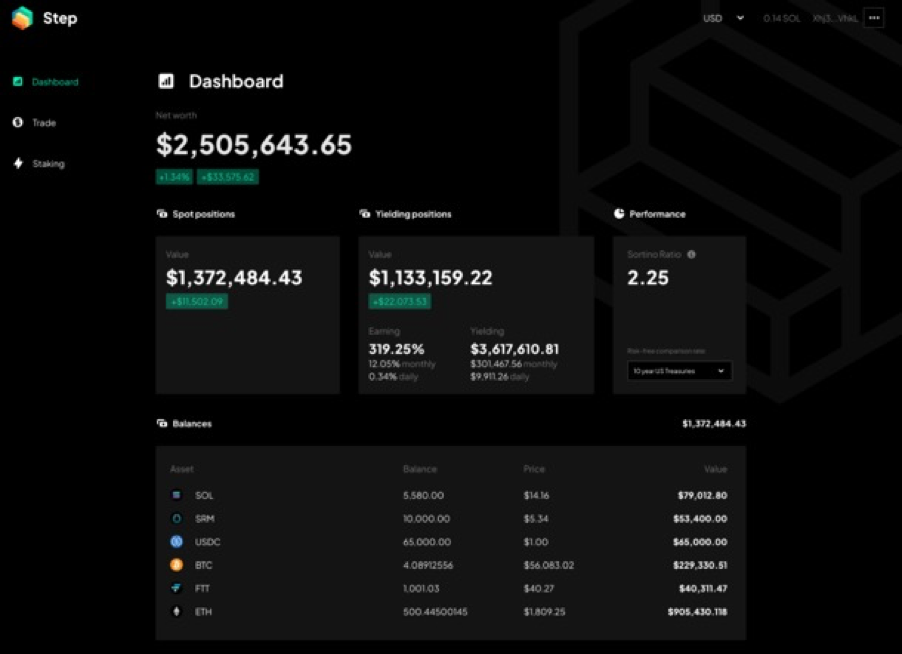 Step
USD 0.14 SOL Xhj3...VhkL
Dashboard
Trade
Staking
Dashboard
Net worth
$2,505,643.65
+1.34% +$33,575.62
Spot positions
Value
$1,372,484.43
+$11,502.09
Yielding positions
Value
$1,133,159.22
+$22,073.53
Earning
319.25%
12.05% monthly
0.34% daily
Yielding
$3,617,610.81
$301,467.56 monthly
$9,911.26 daily
Performance
Sortino Ratio
2.25
Risk-free comparison rate
10 year US Treasuries
Balances $1,372,484.43
Asset Balance Price Value
SOL 5,580.00 $14.16 $79,012.80
SRM 10,000.00 $5.34 $53,400.00
USDC 65,000.00 $1.00 $65,000.00
BTC 4.08912556 $56,083.02 $229,330.51
FTT 1,001.03 $40.27 $40,311.47
ETH 500.44500145 $1,809.25 $905,430.118